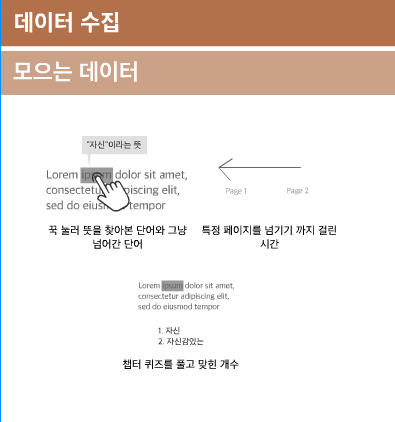 데이터 수집
모으는 데이터
"자신"이라는 뜻
Lorem ipsum dolor sit amet,
consectetur adipiscing elit,
sed do eiusmod tempor
Page 1
Page 2
꾹 눌러 뜻을 찾아본 단어와 그냥
넘어간 단어
특정 페이지를 넘기기 까지 걸린
시간
Lorem ipsum dolor sit amet,
consectetur adipiscing elit,
sed do eiusmod tempor
1. 자신
2. 자신감있는
챕터 퀴즈를 풀고 맞힌 개수